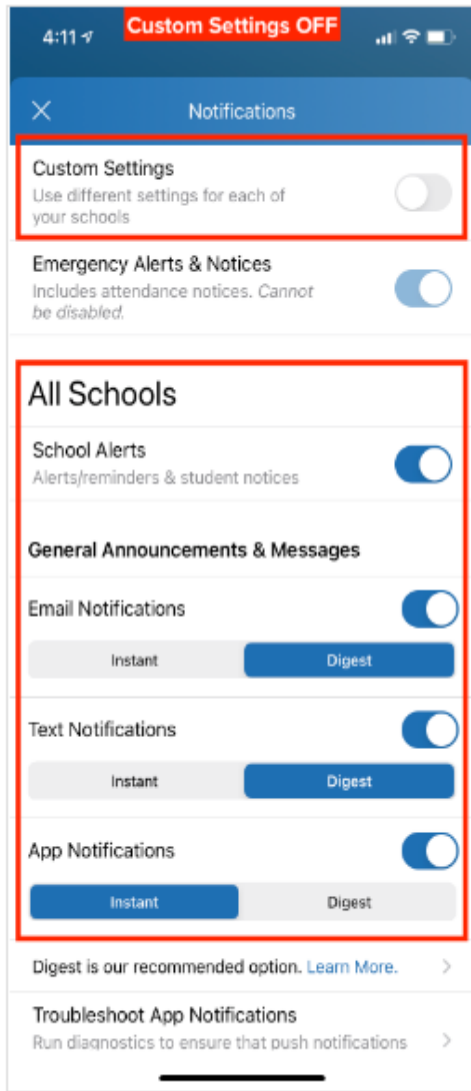 Custom Settings OFF
4:11
Notifications
Custom Settings
Use different settings for each of
your schools
Emergency Alerts & Notices
Includes attendance notices. Cannot
be disabled.
All Schools
School Alerts
Alerts/reminders & student notices
General Announcements & Messages
Email Notifications
Instant Digest
Text Notifications
Instant Digest
App Notifications
Instant Digest
Digest is our recommended option. Learn More.
Troubleshoot App Notifications
Run diagnostics to ensure that push notifications